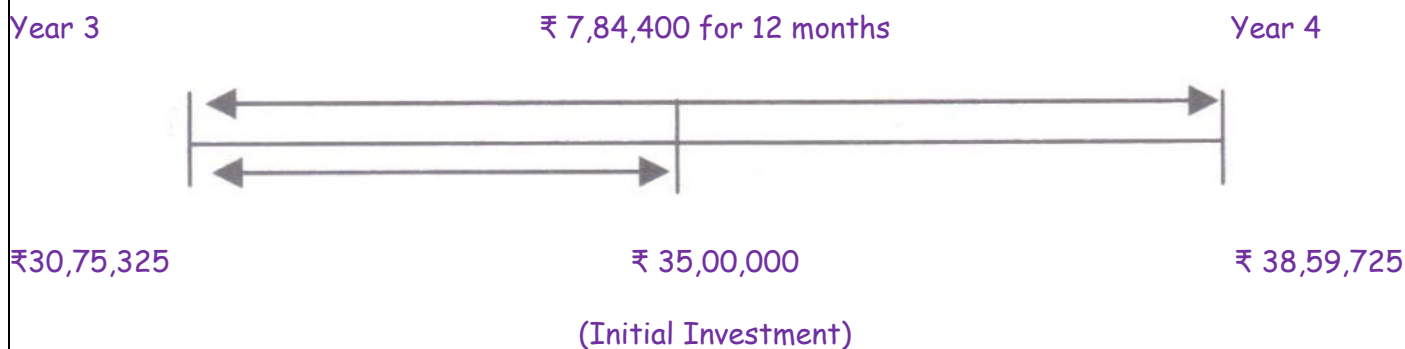 Year 3 ₹ 7,84,400 for 12 months Year 4
₹30,75,325 ₹ 35,00,000 ₹ 38,59,725
(Initial Investment)